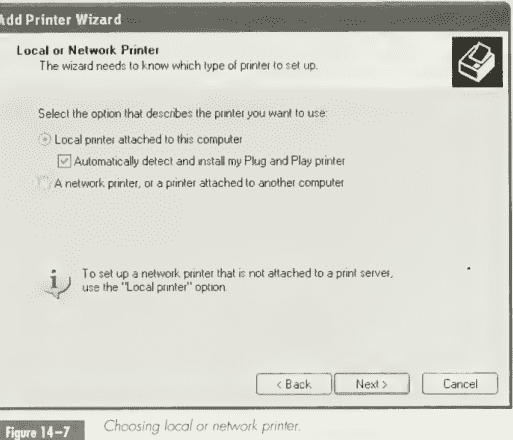 Add Printer Wizard
Local or Network Printer
The wizard needs to know which type of printer to set up.
Select the option that describes the printer you want to use:
Local printer attached to this computer
Automatically detect and install my Plug and Play printer
A network printer, or a printer attached to another computer
To set up a network printer that is not attached to a print server,
use the "Local printer" option.
< Back
Next >
Cancel
Figure 14–7
Choosing local or network printer.